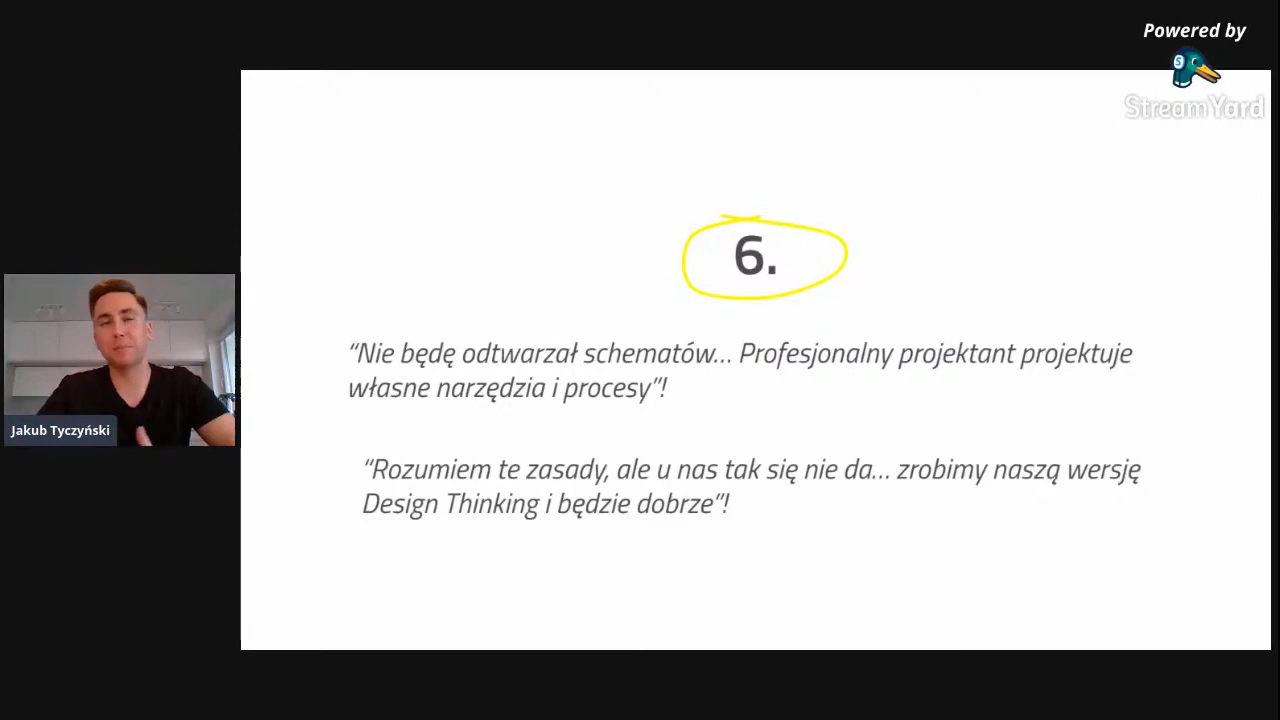 Powered by
StreamYard
6.
“Nie będę odtwarzał schematów... Profesjonalny projektant projektuje
własne narzędzia i procesy”!
“Rozumiem te zasady, ale u nas tak się nie da... zrobimy naszą wersję
Design Thinking i będzie dobrze”!
Jakub Tyczyński